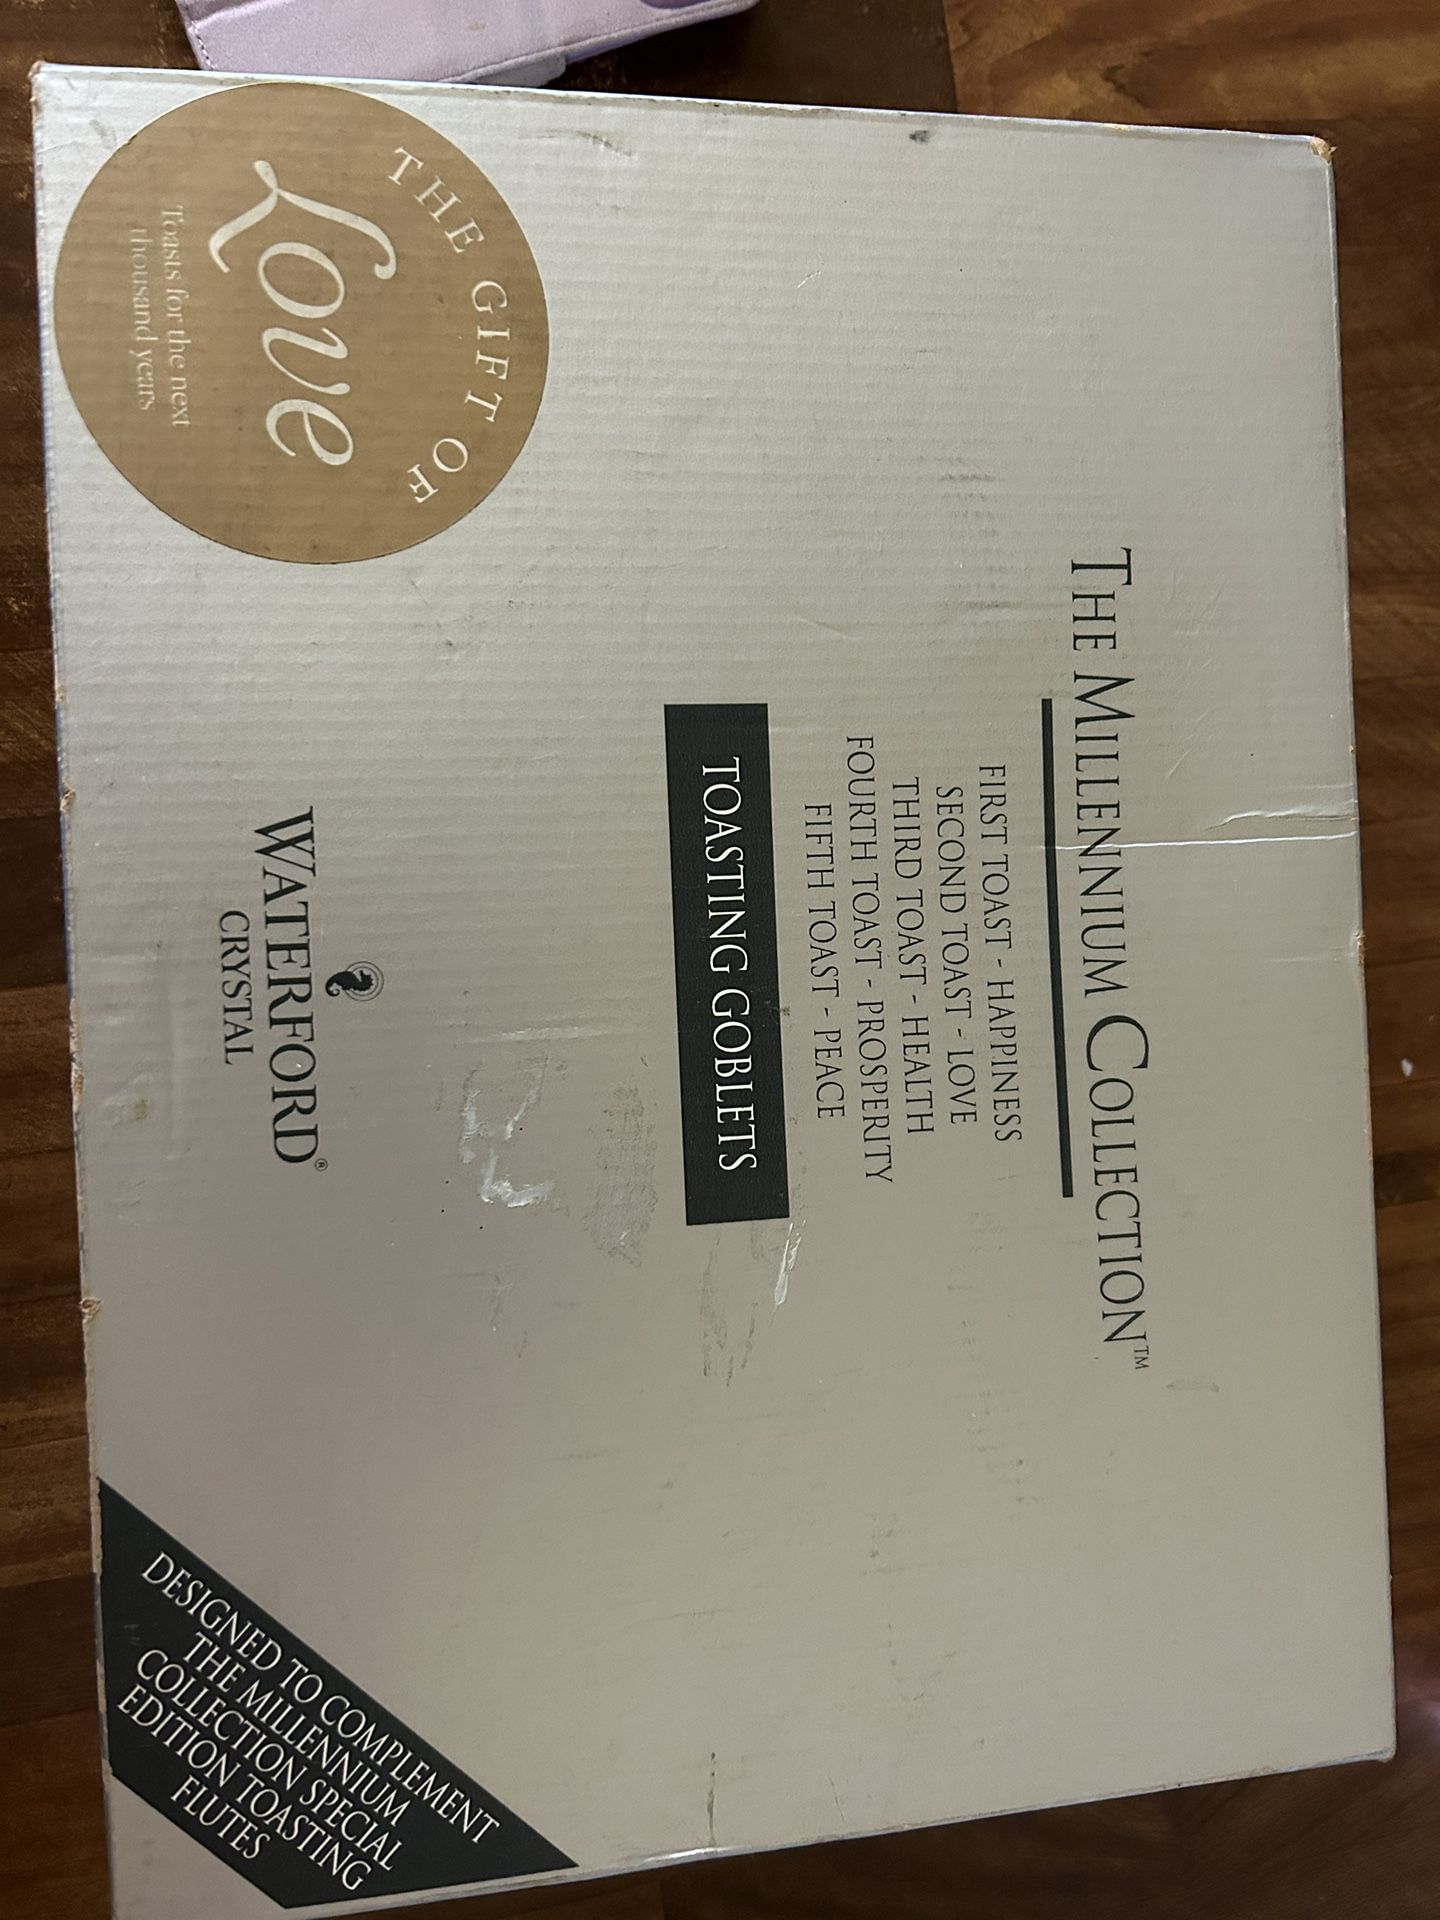 THE MILLENNIUM COLLECTION™
FIRST TOAST - HAPPINESS
SECOND TOAST - LOVE
THIRD TOAST - HEALTH
FOURTH TOAST - PROSPERITY
FIFTH TOAST - PEACE
TOASTING GOBLETS
THE GIFT OF
Love
Toasts for the next
thousand years
WATERFORD®
CRYSTAL
DESIGNED TO COMPLEMENT
THE MILLENNIUM
COLLECTION SPECIAL
EDITION TOASTING
FLUTES